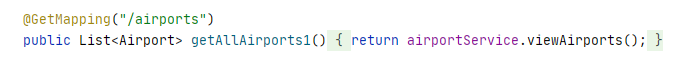 @GetMapping("/airports")
public List<Airport> getAllAirports1() { return airportService.viewAirports(); }